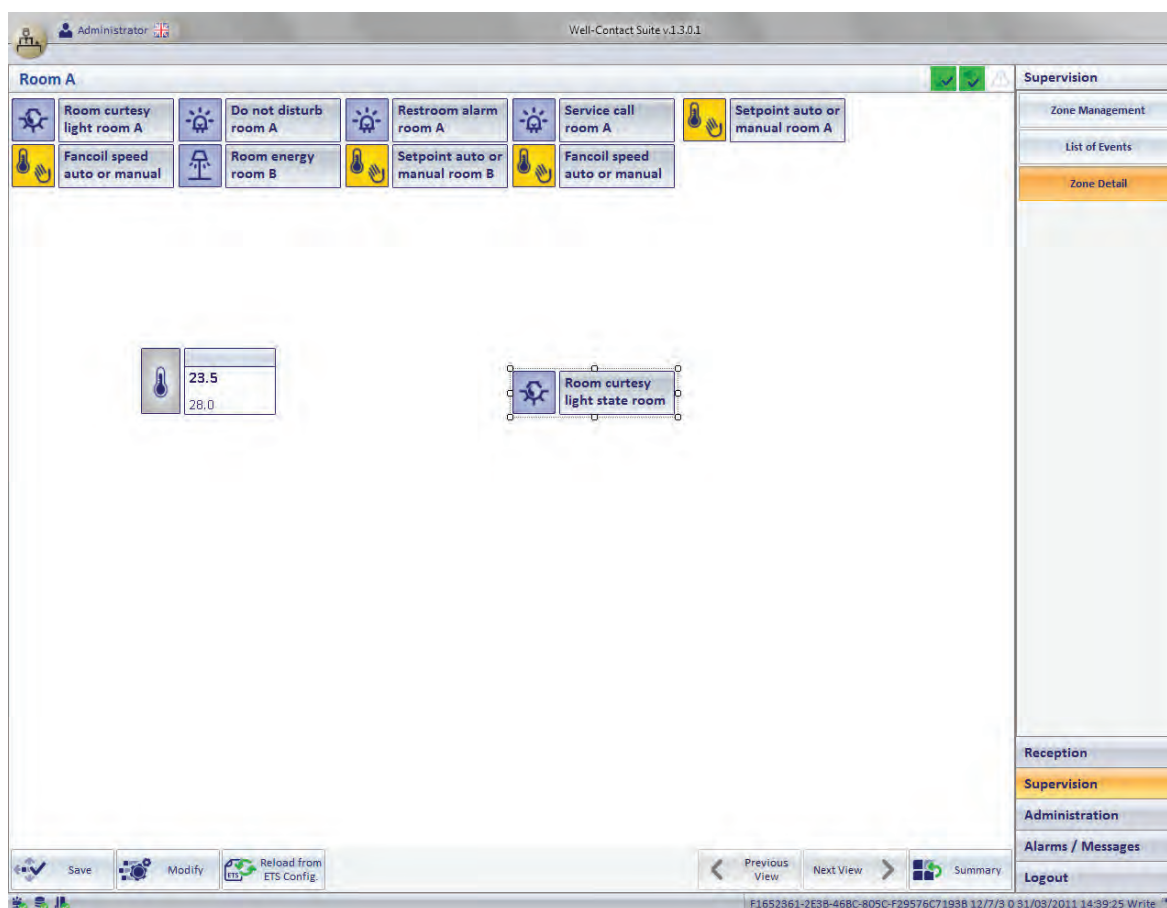 Administrator
Well-Contact Suite v.1.3.0.1
Room A
Supervision
Room curtesy
light room A
Do not disturb
room A
Restroom alarm
room A
Service call
room A
Setpoint auto or
manual room A
Fancoil speed
auto or manual
Room energy
room B
Setpoint auto or
manual room B
Fancoil speed
auto or manual
Zone Management
List of Events
Zone Detail
23.5
28.0
Room curtesy
light state room
Reception
Supervision
Administration
Alarms / Messages
Logout
Save
Modify
ETS
Reload from
ETS Config.
Previous
View
Next View
Summary
F1652361-2E3B-468C-805C-F29576C7193B 12/7/3 0 31/03/2011 14:39:25 Write